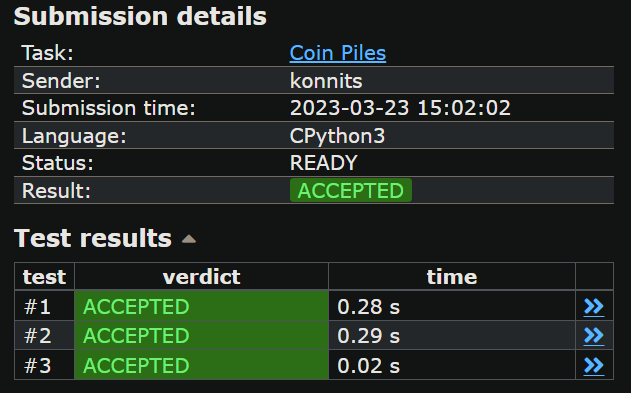 Submission details
Task: Coin Piles
Sender: konnits
Submission time: 2023-03-23 15:02:02
Language: CPython3
Status: READY
Result: ACCEPTED
Test results
test verdict time
#1 ACCEPTED 0.28 s
#2 ACCEPTED 0.29 s
#3 ACCEPTED 0.02 s